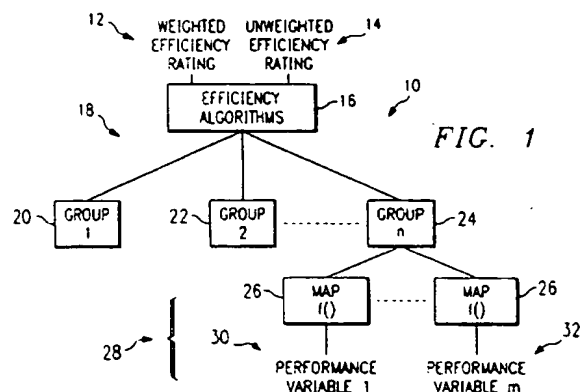 12
WEIGHTED
EFFICIENCY
RATING
UNWEIGHTED
EFFICIENCY
RATING
14
EFFICIENCY
ALGORITHMS
16
10
18
FIG. 1
20
GROUP
1
22
GROUP
2
GROUP
n
24
26
MAP
f()
MAP
f()
26
28
30
32
PERFORMANCE
VARIABLE 1
PERFORMANCE
VARIABLE m